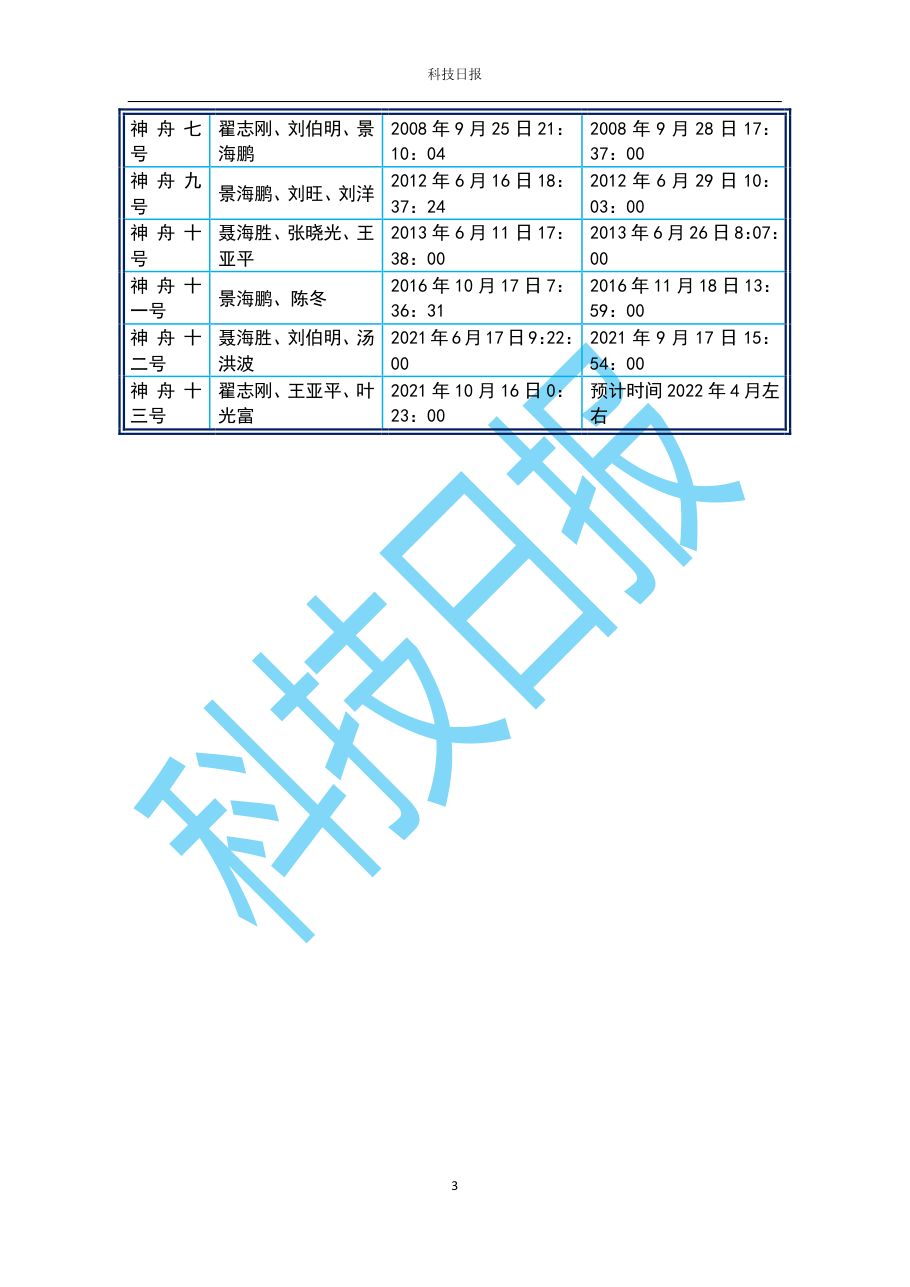 科技日报
神舟七号 翟志刚、刘伯明、景海鹏 2008年9月25日21：10：04 2008年9月28日17：37：00
神舟九号 景海鹏、刘旺、刘洋 2012年6月16日18：37：24 2012年6月29日10：03：00
神舟十号 聂海胜、张晓光、王亚平 2013年6月11日17：38：00 2013年6月26日8:07：00
神舟十一号 景海鹏、陈冬 2016年10月17日7：36：31 2016年11月18日13：59：00
神舟十二号 聂海胜、刘伯明、汤洪波 2021年6月17日9:22：00 2021年9月17日15：54：00
神舟十三号 翟志刚、王亚平、叶光富 2021年10月16日0：23：00 预计时间2022年4月左右
科技日报
3